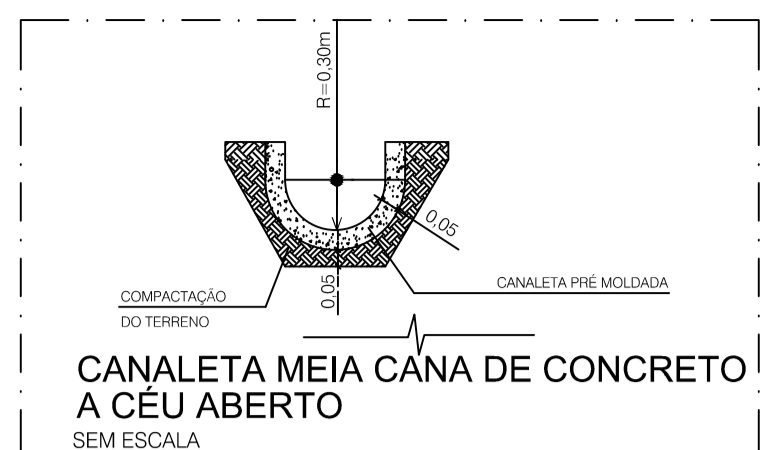 R=0,30m
0,05
0,05
CANALETA PRÉ MOLDADA
COMPACTAÇÃO
DO TERRENO
CANALETA MEIA CANA DE CONCRETO
A CÉU ABERTO
SEM ESCALA